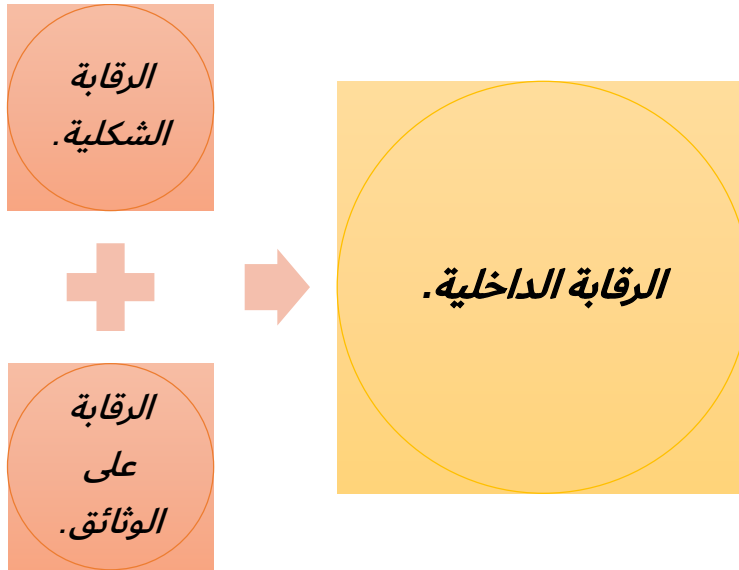 الرقابة
الشكلية.
الرقابة
على
الوثائق.
الرقابة الداخلية.